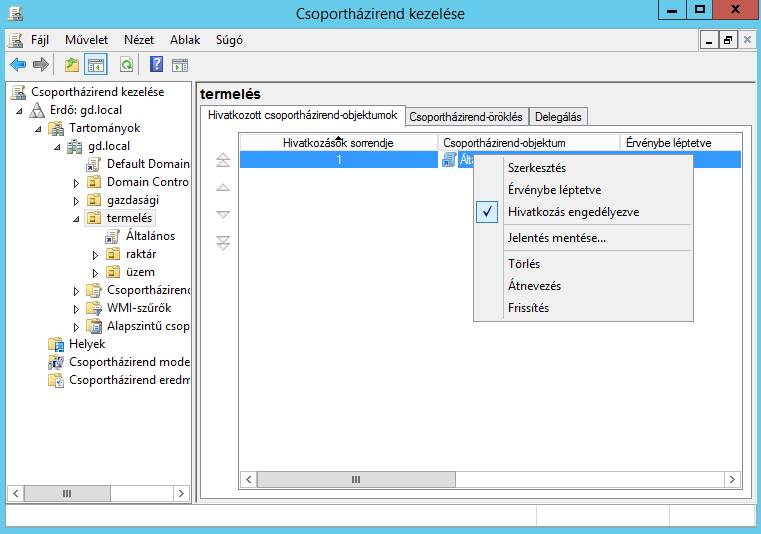 Csoportházirend kezelése
Fájl Művelet Nézet Ablak Súgó
Csoportházirend kezelése
Erdő: gd.local
Tartományok
gd.local
Default Domain
Domain Contro
gazdasági
termelés
Általános
raktár
üzem
Csoportházirend
WMI-szűrők
Alapszintű csop
Helyek
Csoportházirend mode
Csoportházirend eredm
termelés
Hivatkozott csoportházirend-objektumok Csoportházirend-öröklés Delegálás
Hivatkozások sorrendje Csoportházirend-objektum Érvénybe léptetve
1 Ált
Szerkesztés
Érvénybe léptetve
Hivatkozás engedélyezve
Jelentés mentése...
Törlés
Átnevezés
Frissítés